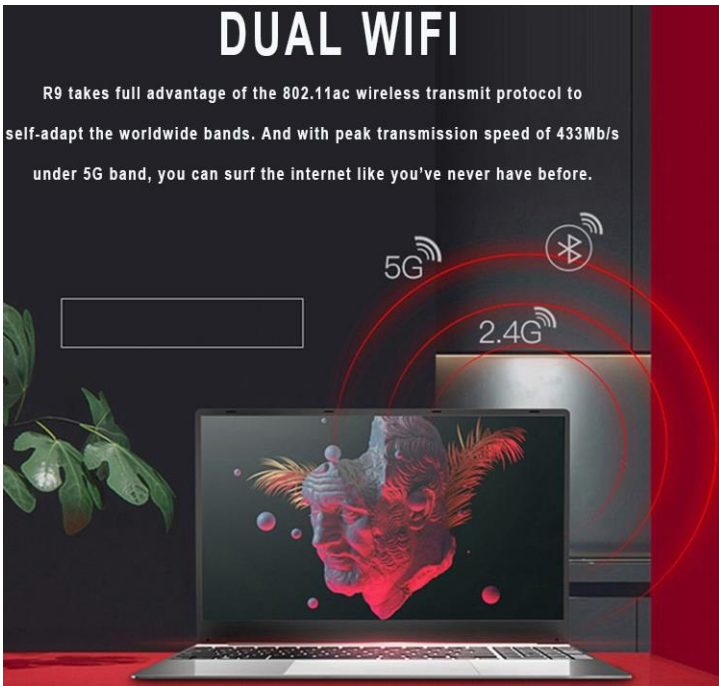 DUAL WIFI
R9 takes full advantage of the 802.11ac wireless transmit protocol to
self-adapt the worldwide bands. And with peak transmission speed of 433Mb/s
under 5G band, you can surf the internet like you've never have before.
5G
2.4G